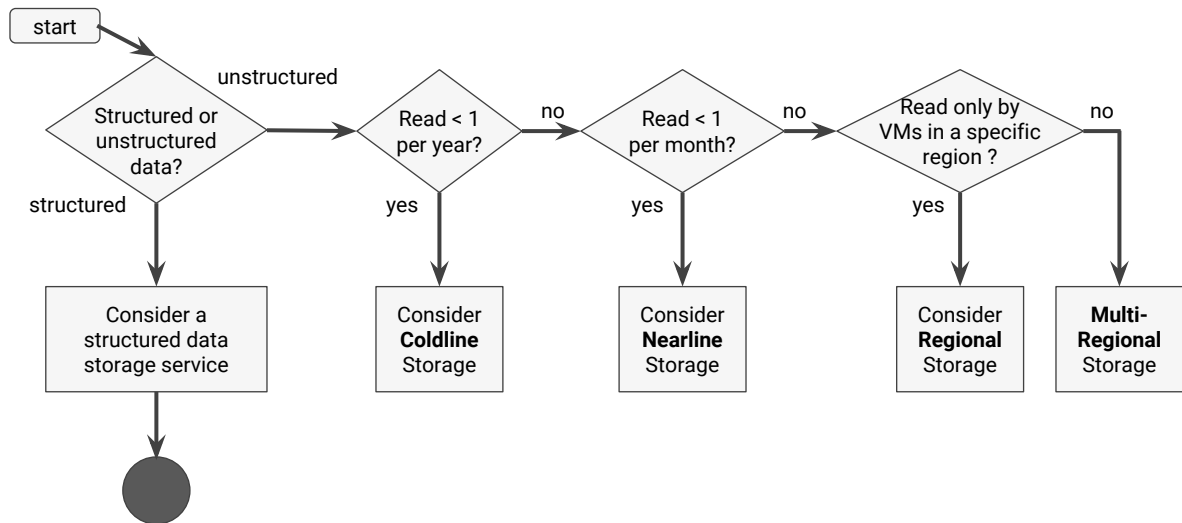 start
unstructured
Structured or
unstructured
data?
structured
Read < 1
per year?
no
yes
Read < 1
per month?
no
yes
Read only by
VMs in a specific
region ?
no
yes
Consider a
structured data
storage service
Consider
Coldline
Storage
Consider
Nearline
Storage
Consider
Regional
Storage
Multi-
Regional
Storage